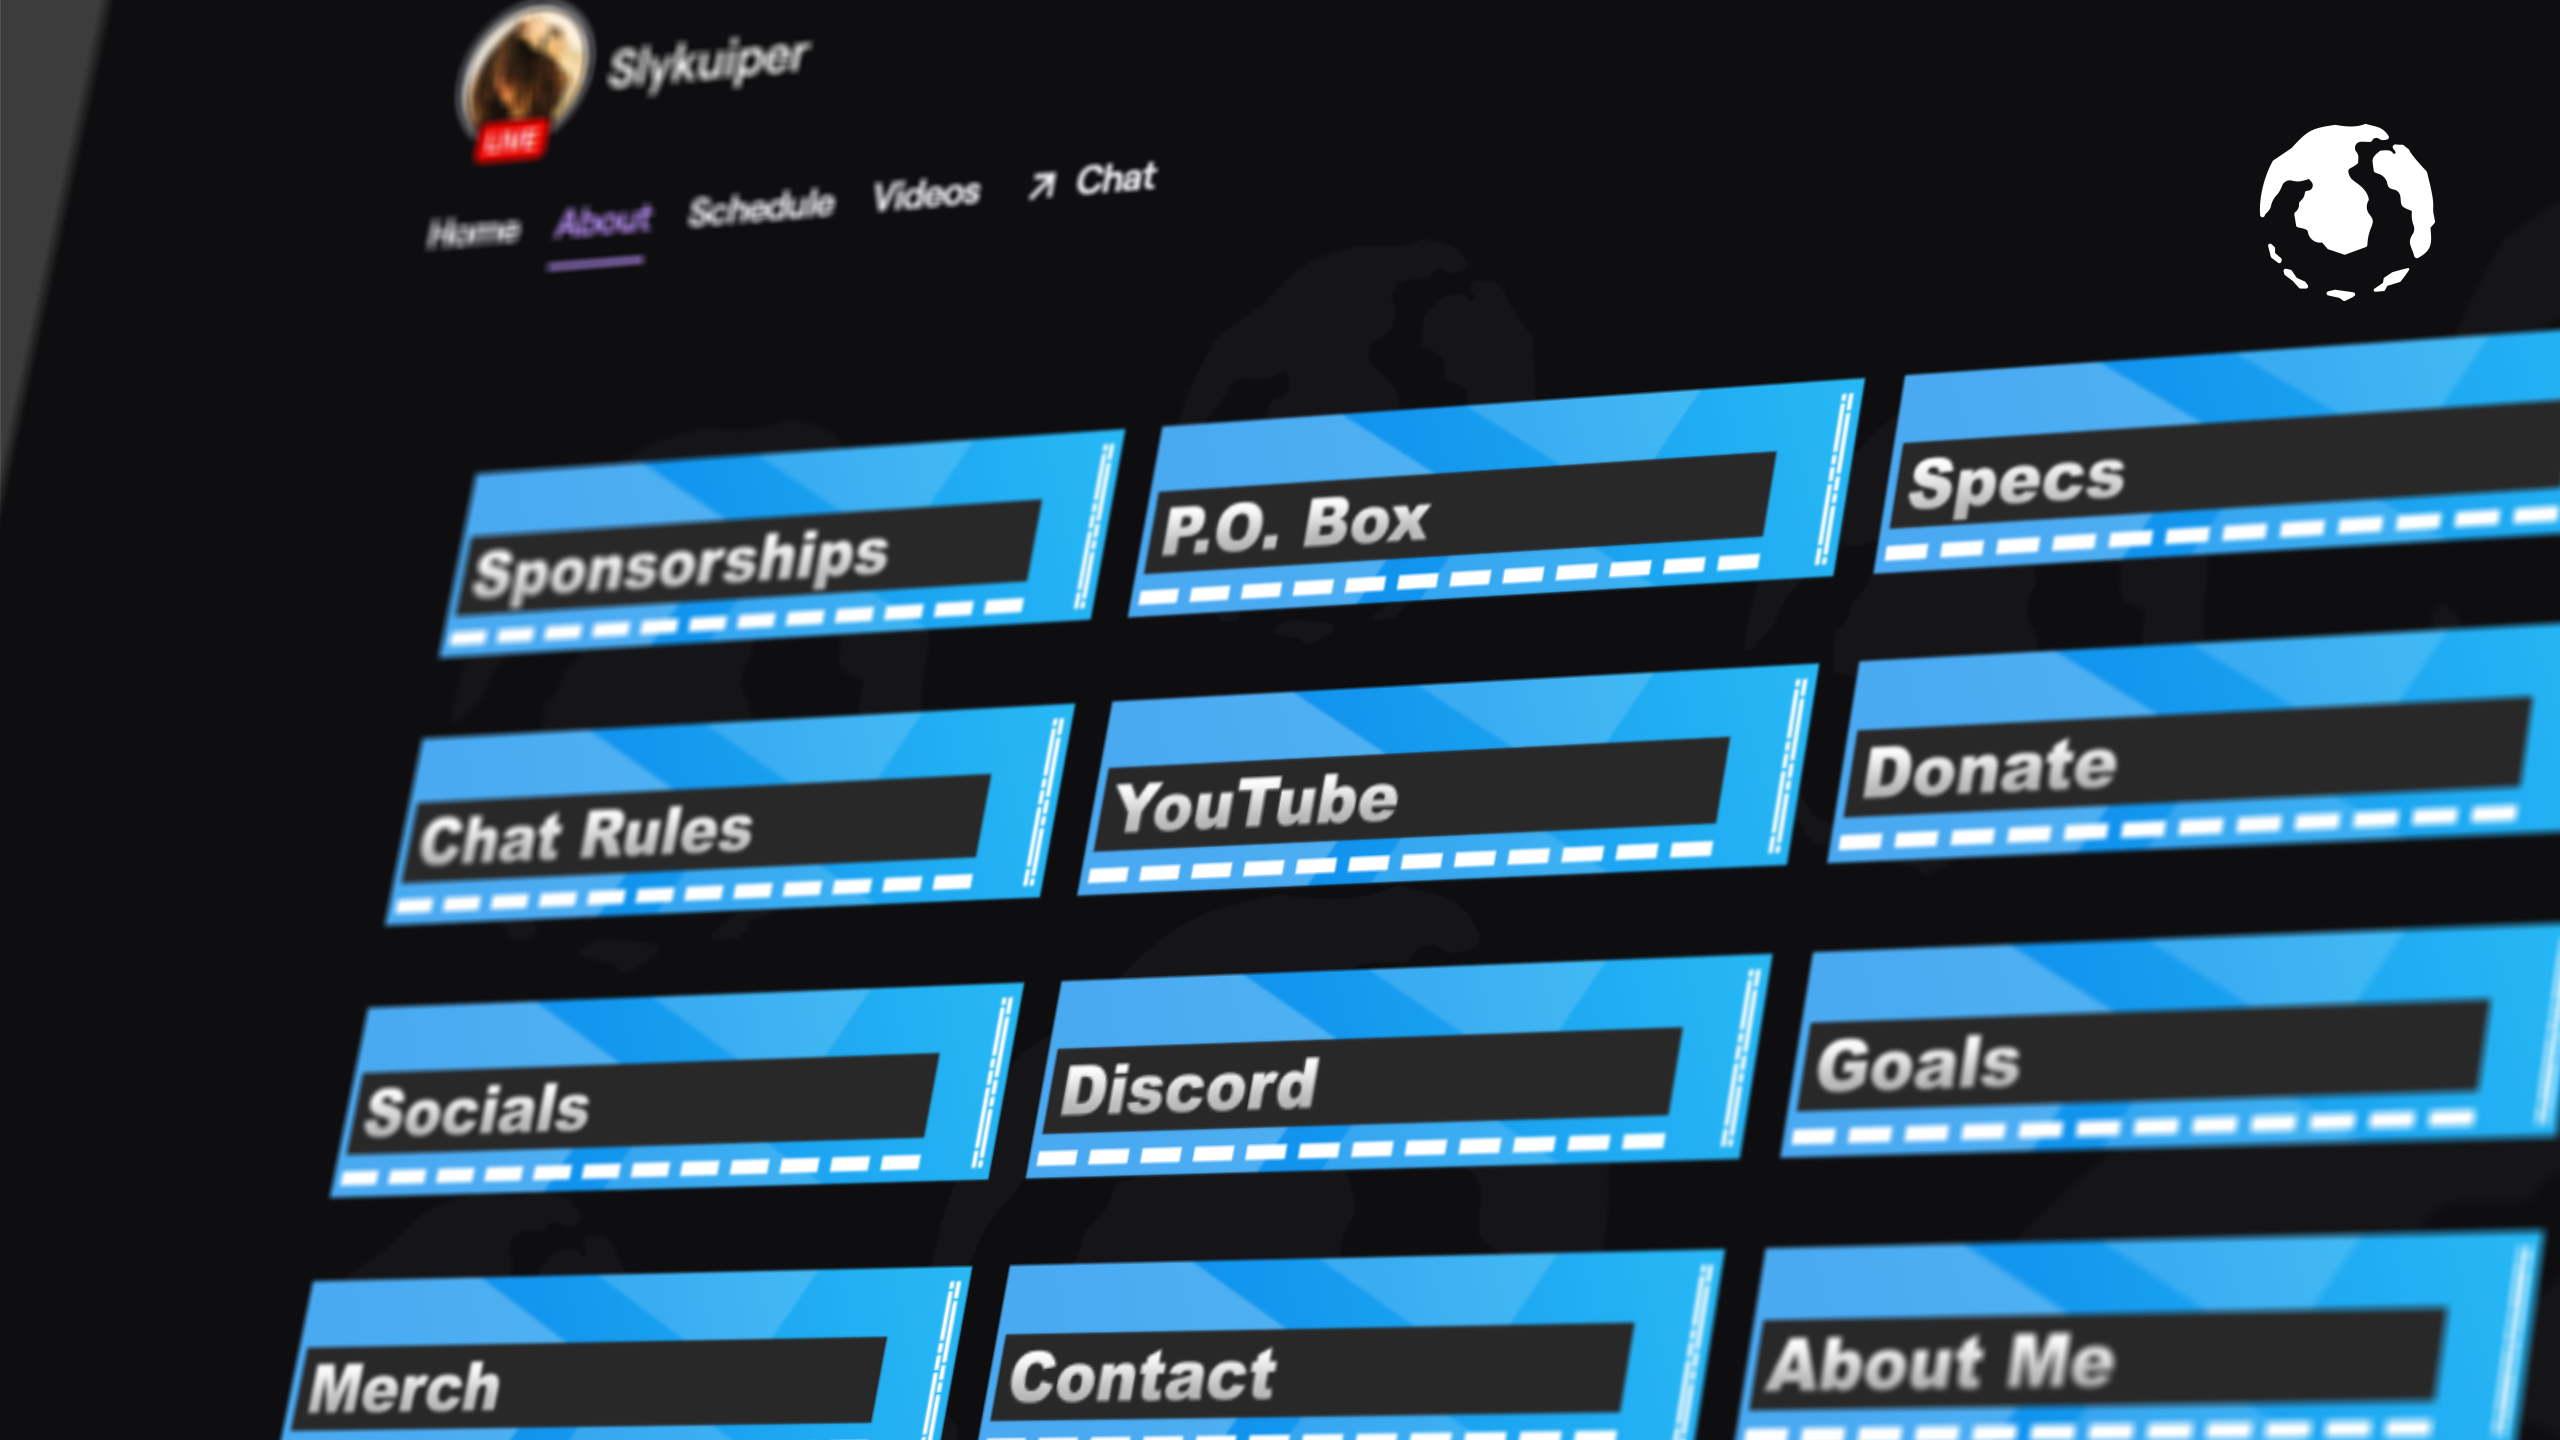 Slykuiper
LIVE
Home About Schedule Videos Chat
Sponsorships P.O. Box Specs
Chat Rules YouTube Donate
Socials Discord Goals
Merch Contact About Me